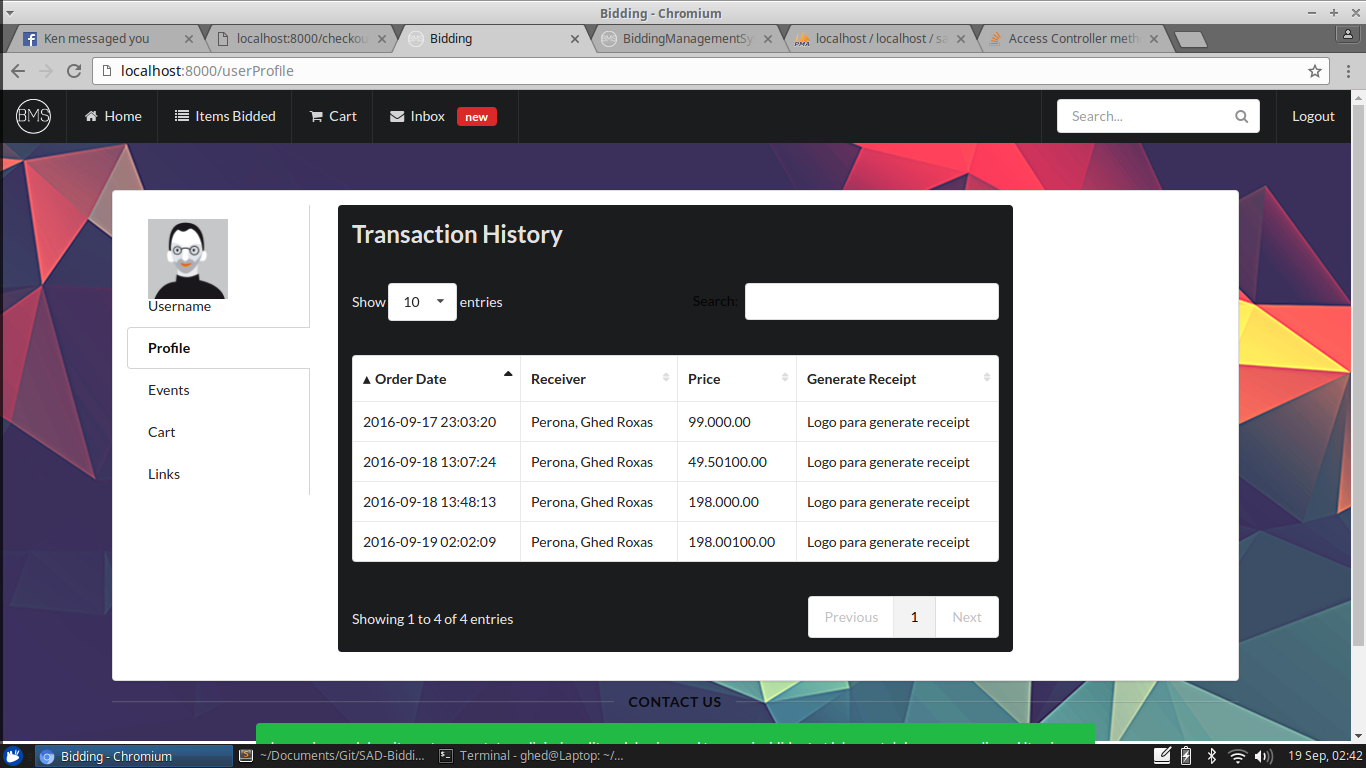 Bidding - Chromium
Ken messaged you
localhost:8000/checkou
Bidding
BiddingManagementSy
localhost / localhost / sa
Access Controller meth
localhost:8000/userProfile
BMS
Home
Items Bidded
Cart
Inbox new
Search...
Logout
Username
Profile
Events
Cart
Links
Transaction History
Show 10 entries
Search:
Order Date Receiver Price Generate Receipt
2016-09-17 23:03:20 Perona, Ghed Roxas 99.000.00 Logo para generate receipt
2016-09-18 13:07:24 Perona, Ghed Roxas 49.50100.00 Logo para generate receipt
2016-09-18 13:48:13 Perona, Ghed Roxas 198.000.00 Logo para generate receipt
2016-09-19 02:02:09 Perona, Ghed Roxas 198.00100.00 Logo para generate receipt
Showing 1 to 4 of 4 entries
Previous 1 Next
CONTACT US
Bidding - Chromium
~/Documents/Git/SAD-Biddi...
Terminal - ghed@Laptop: ~/...
19 Sep, 02:42